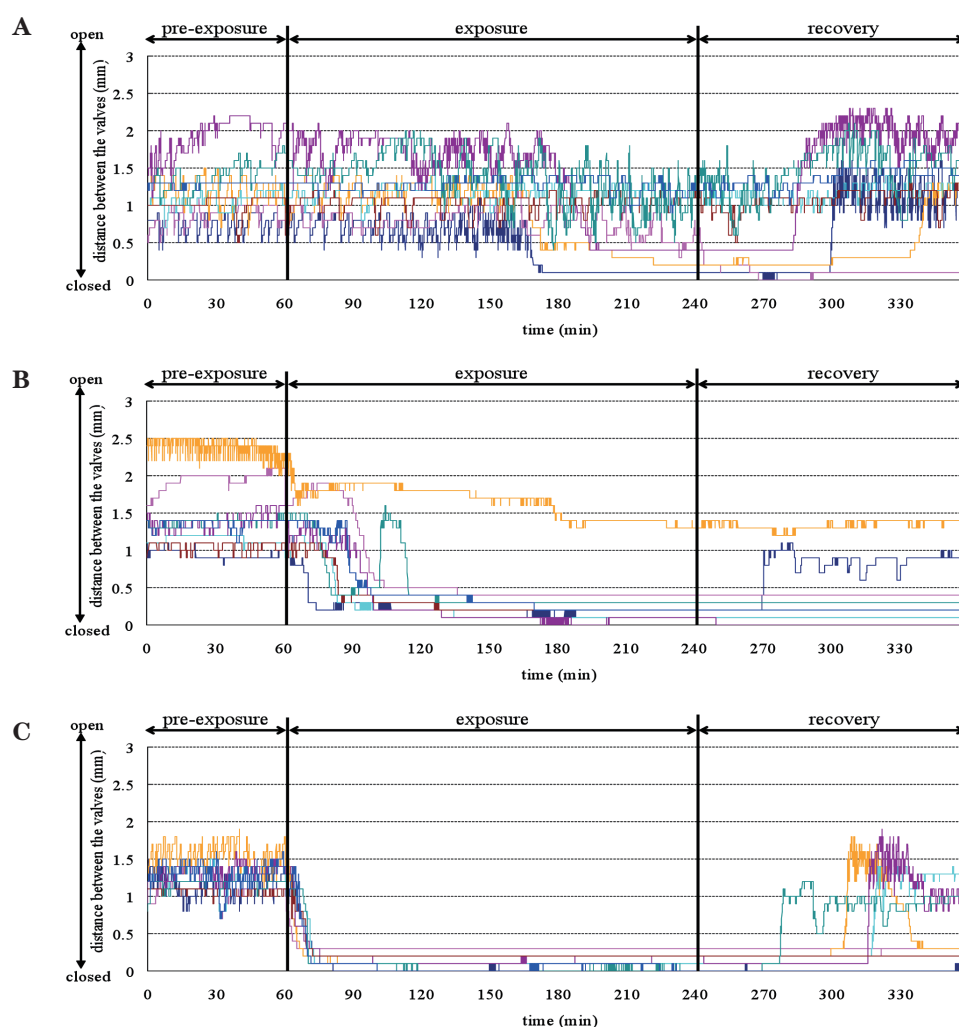 A
open
pre-exposure
exposure
recovery
distance between the valves (mm)
3
2.5
2
1.5
1
0.5
0
closed
0 30 60 90 120 150 180 210 240 270 300 330
time (min)
B
open
pre-exposure
exposure
recovery
distance between the valves (mm)
3
2.5
2
1.5
1
0.5
0
closed
0 30 60 90 120 150 180 210 240 270 300 330
time (min)
C
open
pre-exposure
exposure
recovery
distance between the valves (mm)
3
2.5
2
1.5
1
0.5
0
closed
0 30 60 90 120 150 180 210 240 270 300 330
time (min)